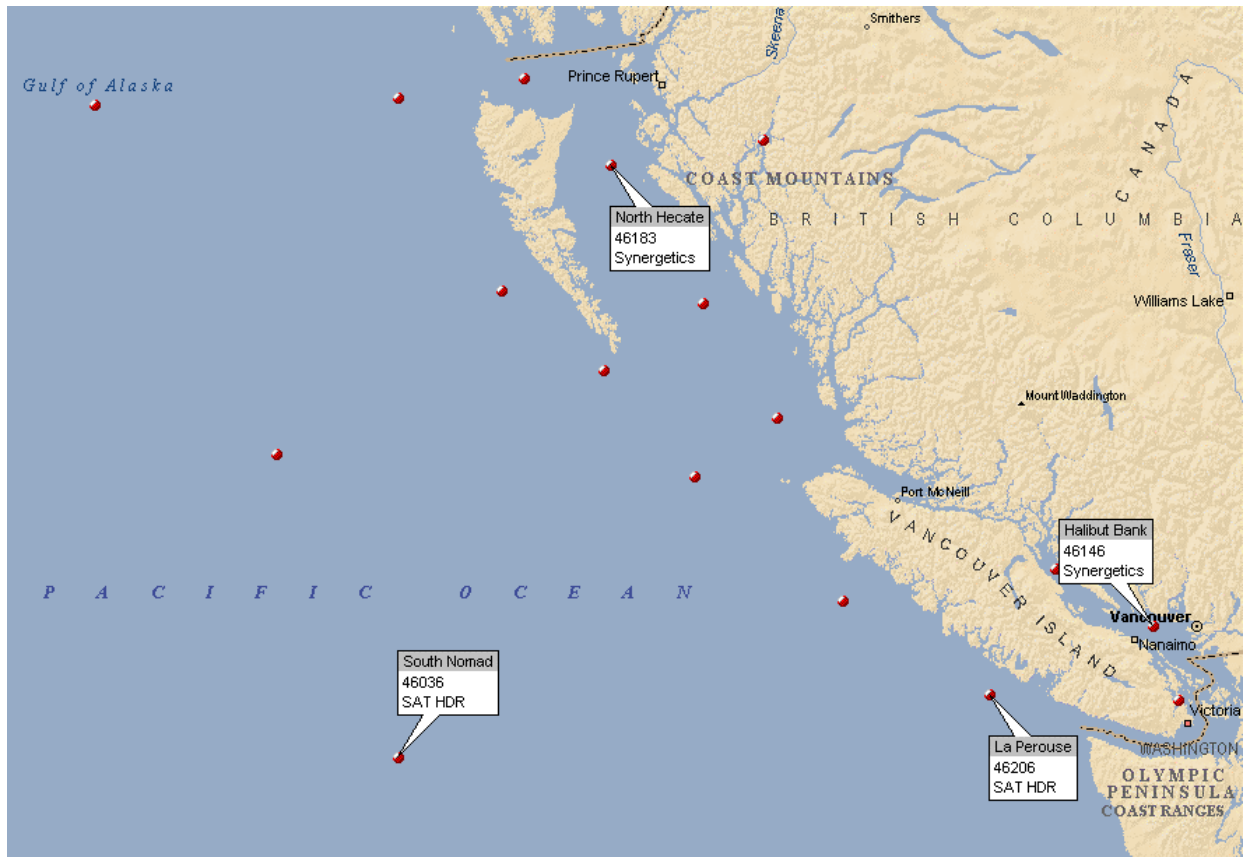 Smithers
Skeena
Prince Rupert
Gulf of Alaska
CANADA
COAST MOUNTAINS
North Hecate
46183
Synergetics
BRITISH COLUMBIA
Fraser
Williams Lake
Mount Waddington
Port McNeill
VANCOUVER ISLAND
Halibut Bank
46146
Synergetics
PACIFIC OCEAN
Vancouver
Nanaimo
South Nomad
46036
SAT HDR
Victoria
La Perouse
46206
SAT HDR
WASHINGTON
OLYMPIC
PENINSULA
COAST RANGES